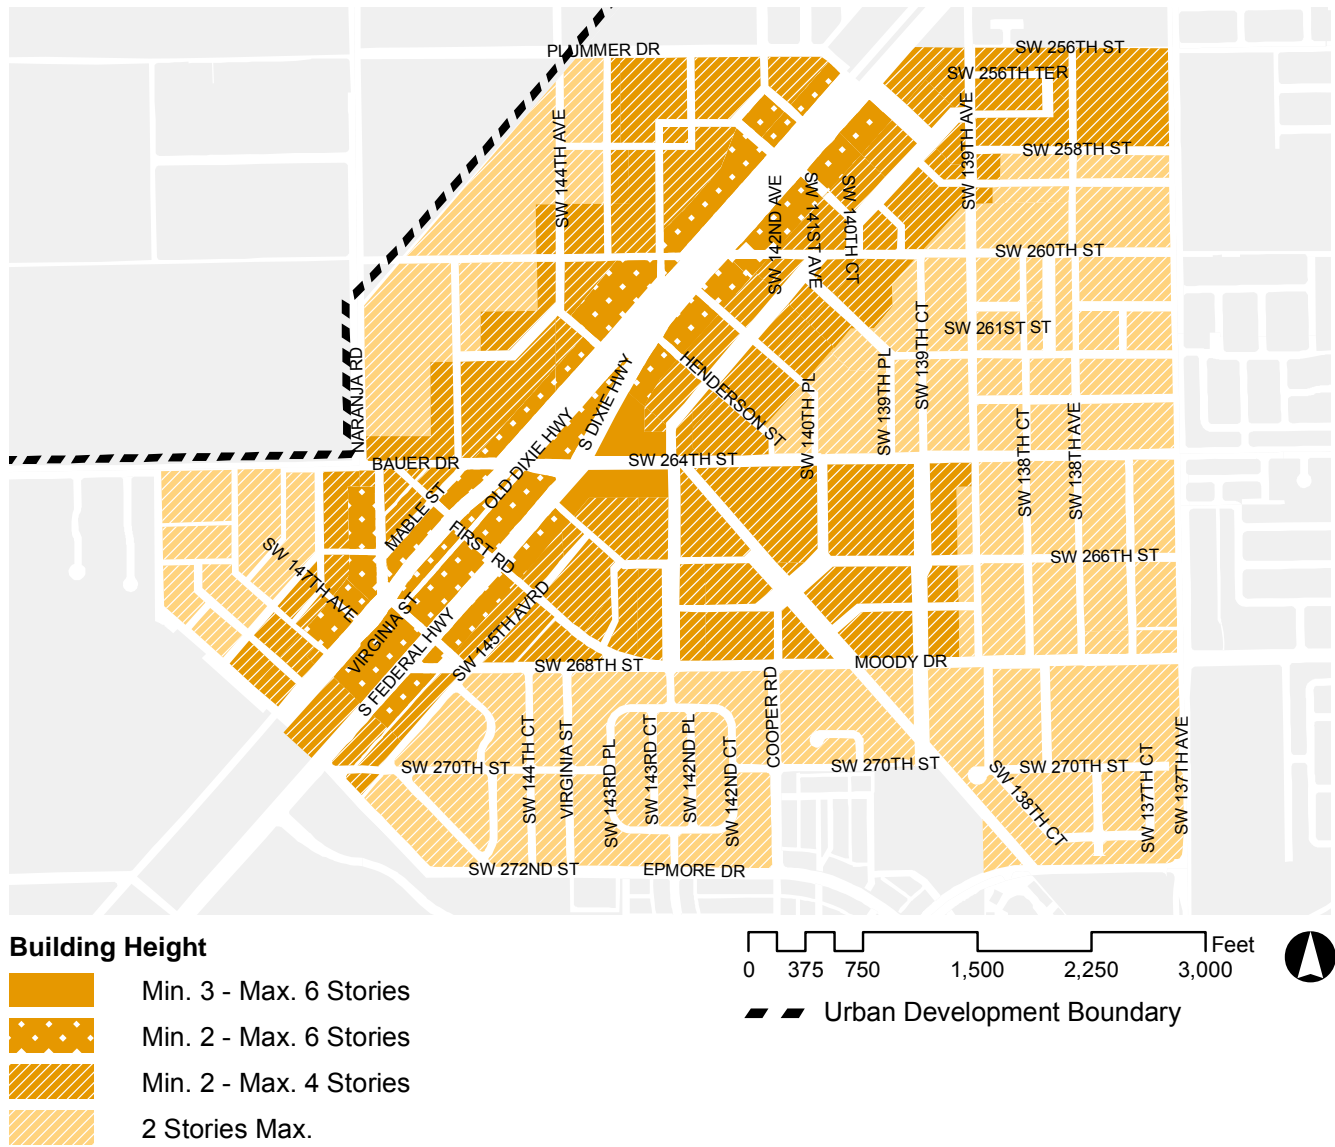 PLUMMER DR
SW 256TH ST
SW 256TH TER
SW 139TH AVE
SW 258TH ST
SW 144TH AVE
SW 142ND AVE
SW 141ST AVE
SW 140TH CT
SW 260TH ST
SW 261ST ST
SW 139TH CT
NARANJA RD
HENDERSON ST
SW 140TH PL
SW 139TH PL
S DIXIE HWY
OLD DIXIE HWY
SW 138TH CT
SW 138TH AVE
BAUER DR
SW 264TH ST
MABLE ST
FIRST RD
SW 147TH AVE
SW 266TH ST
VIRGINIA ST
S FEDERAL HWY
SW 145TH AVRD
SW 268TH ST
MOODY DR
COOPER RD
SW 144TH CT
VIRGINIA ST
SW 143RD PL
SW 143RD CT
SW 142ND PL
SW 142ND CT
SW 270TH ST
SW 270TH ST
SW 270TH ST
SW 138TH CT
SW 137TH CT
SW 137TH AVE
SW 272ND ST
EPMORE DR
Building Height
Min. 3 - Max. 6 Stories
Min. 2 - Max. 6 Stories
Min. 2 - Max. 4 Stories
2 Stories Max.
Feet
0 375 750 1,500 2,250 3,000
Urban Development Boundary